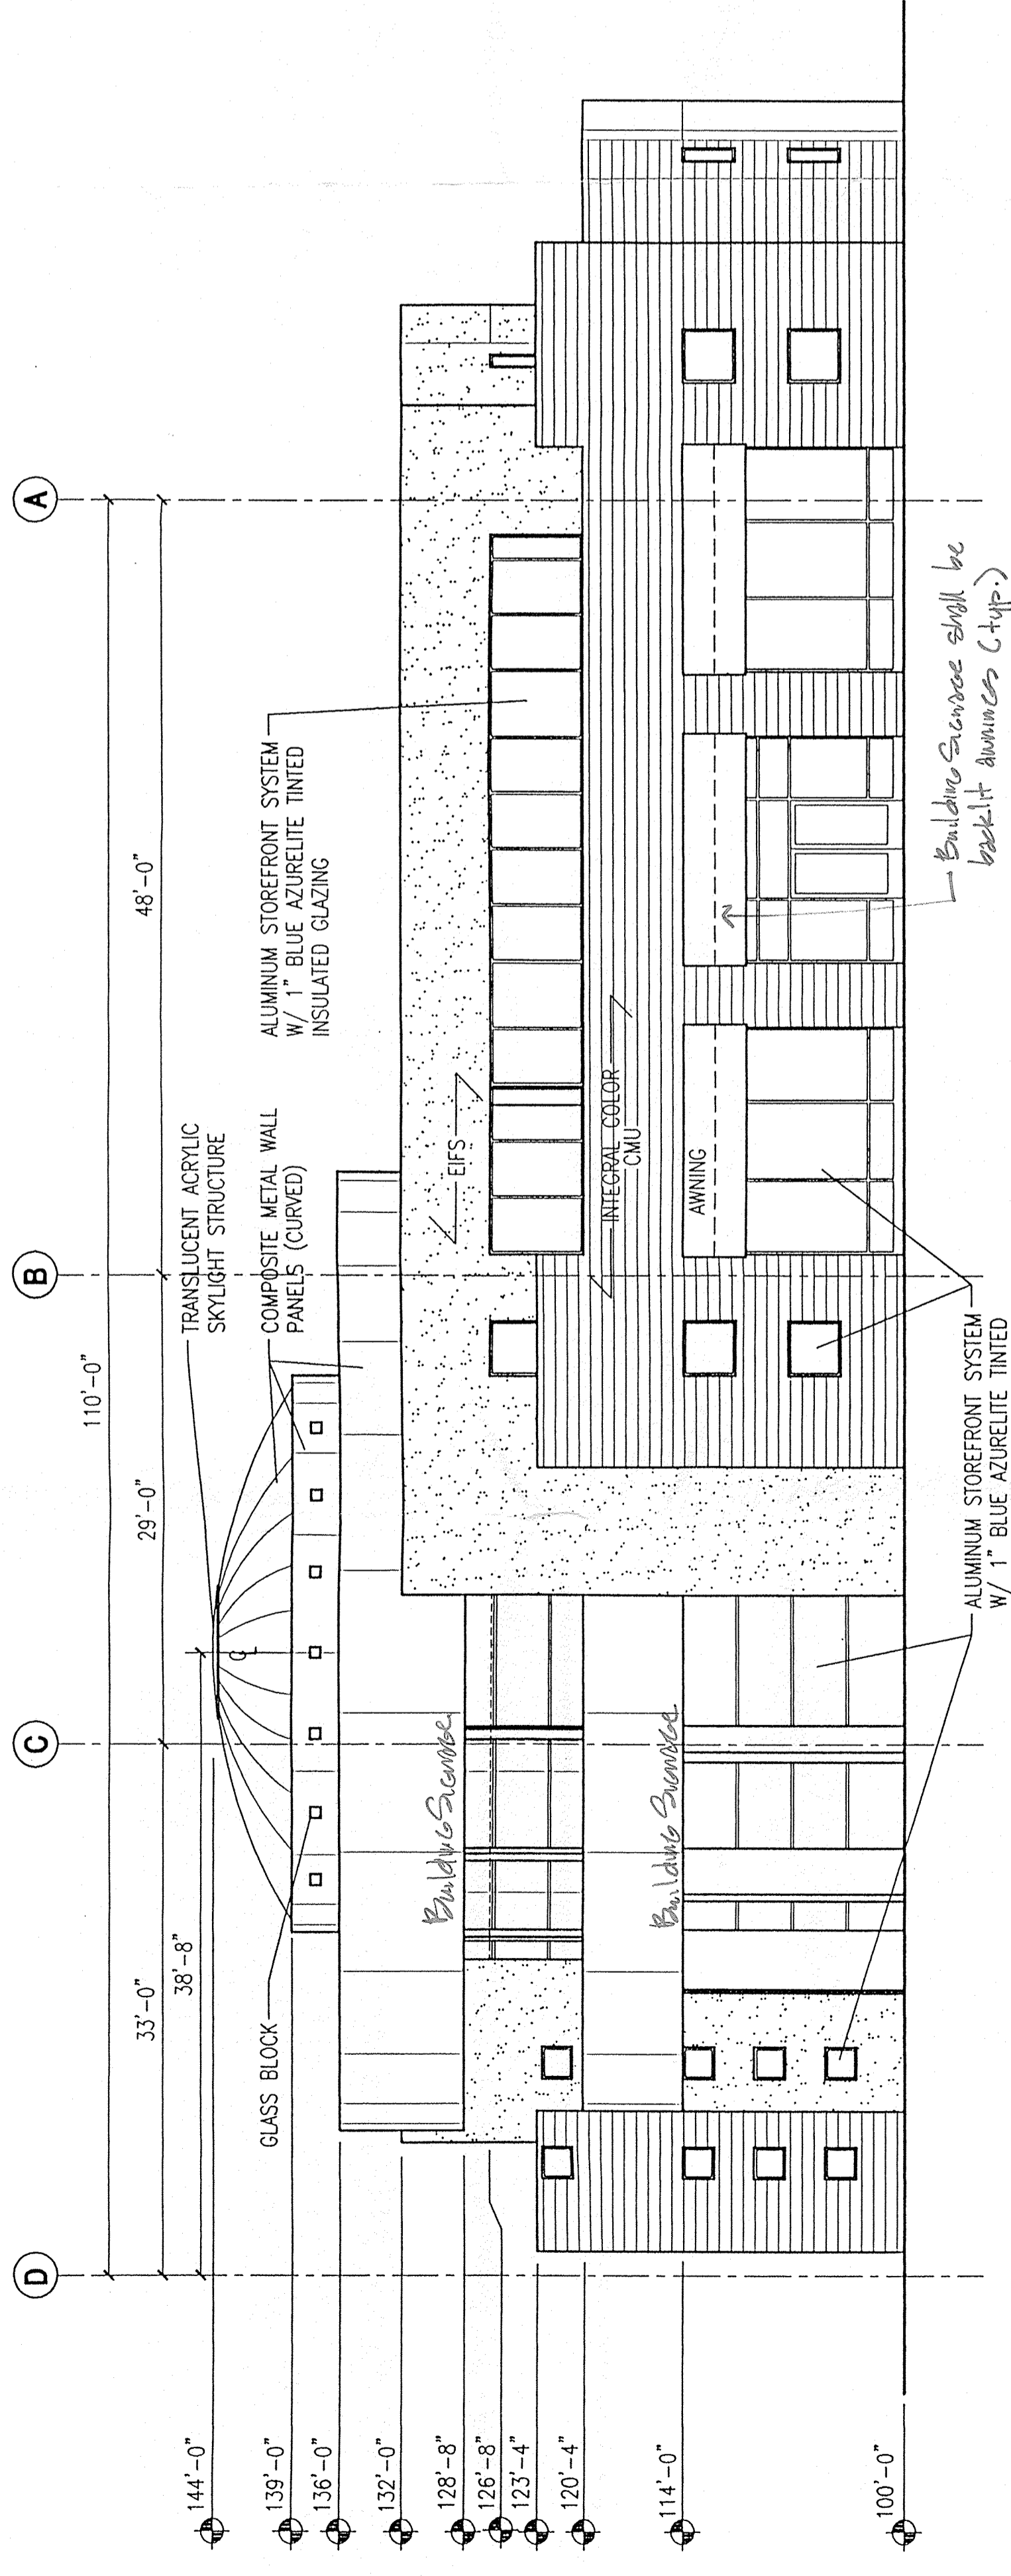 D
C
B
A
110'-0"
33'-0"
29'-0"
48'-0"
38'-8"
144'-0"
139'-0"
136'-0"
132'-0"
128'-8"
126'-8"
123'-4"
120'-4"
114'-0"
100'-0"
GLASS BLOCK
TRANSLUCENT ACRYLIC
SKYLIGHT STRUCTURE
COMPOSITE METAL WALL
PANELS (CURVED)
ALUMINUM STOREFRONT SYSTEM
W/ 1" BLUE AZURELITE TINTED
INSULATED GLAZING
℄
EIFS
INTEGRAL COLOR
CMU
AWNING
Building Signage
Building Signage
Building Signage shall be
backlit awnings (typ.)
ALUMINUM STOREFRONT SYSTEM
W/ 1" BLUE AZURELITE TINTED